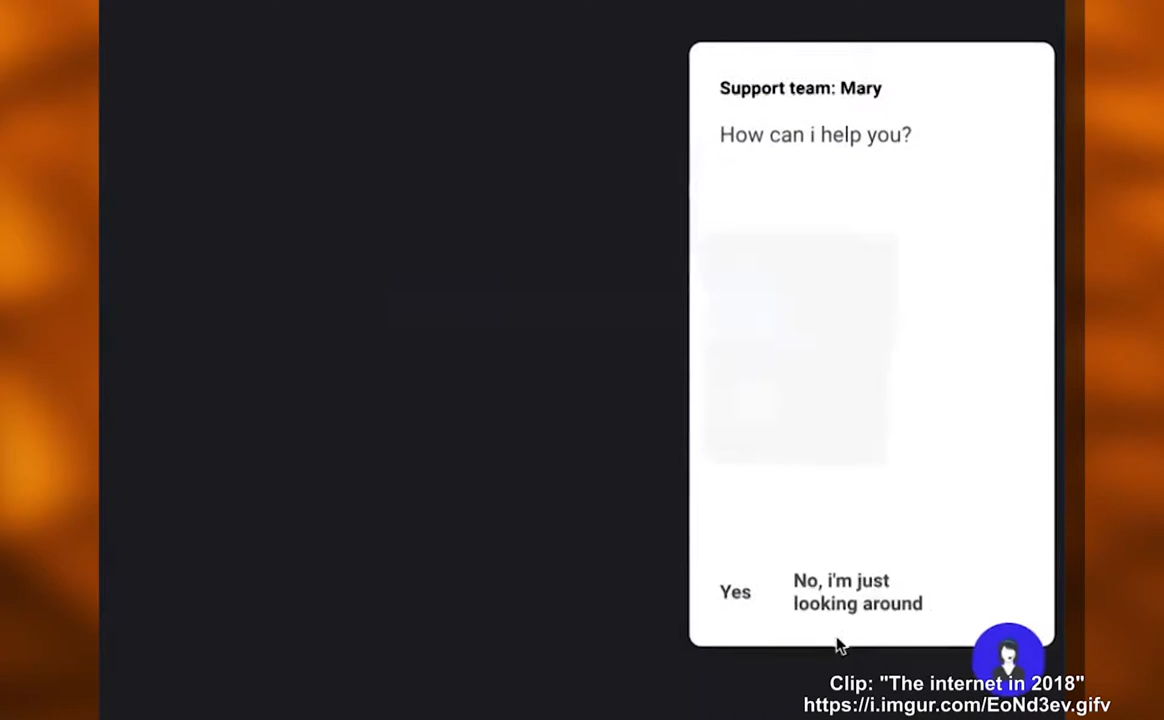 Support team: Mary
How can i help you?
Yes
No, i'm just
looking around
Clip: "The internet in 2018"
https://i.imgur.com/EoNd3ev.gifv